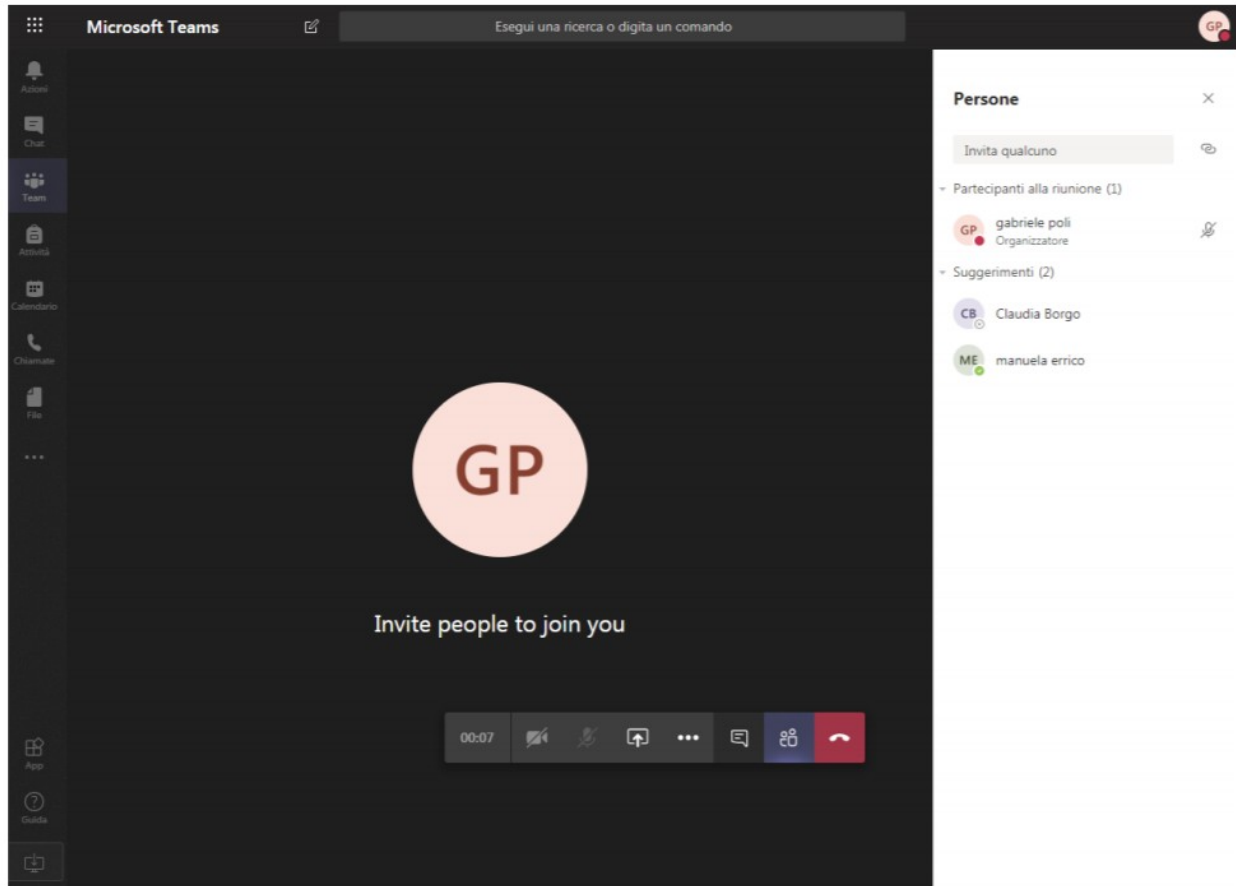 Microsoft Teams
Esegui una ricerca o digita un comando
GP
Azioni
Chat
Team
Attività
Calendario
Chiamate
File
App
Guida
GP
Invite people to join you
00:07
Persone
Invita qualcuno
Partecipanti alla riunione (1)
GP
gabriele poli
Organizzatore
Suggerimenti (2)
CB
Claudia Borgo
ME
manuela errico